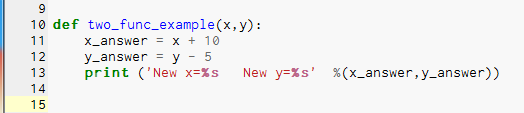 9
10 def two_func_example(x,y):
11     x_answer = x + 10
12     y_answer = y - 5
13     print ('New x=%s   New y=%s'  %(x_answer,y_answer))
14
15